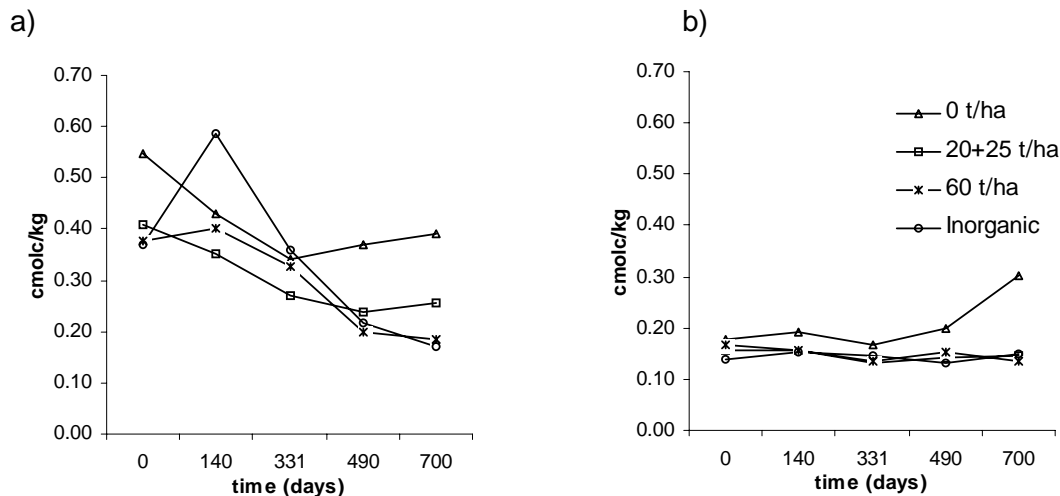 a)
0.70
0.60
0.50
0.40
0.30
0.20
0.10
0.00
cmolc/kg
0 140 331 490 700
time (days)
b)
0.70
0.60
0.50
0.40
0.30
0.20
0.10
0.00
cmolc/kg
0 t/ha
20+25 t/ha
60 t/ha
Inorganic
0 140 331 490 700
time (days)